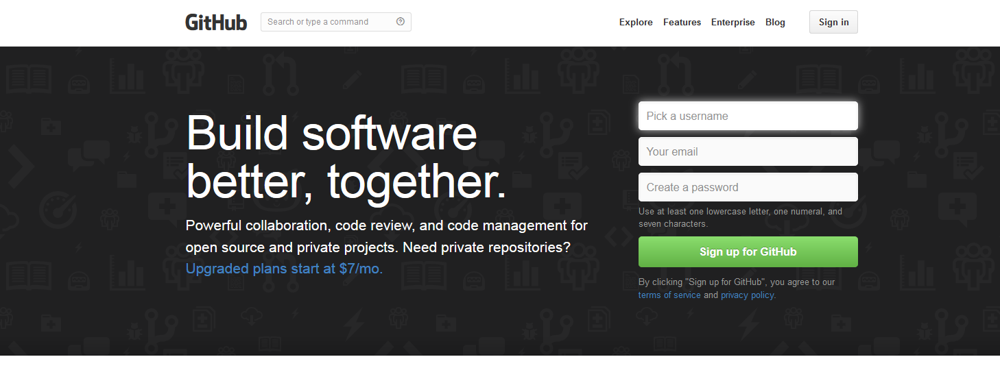 GitHub
Search or type a command
Explore
Features
Enterprise
Blog
Sign in
Build software
better, together.
Powerful collaboration, code review, and code management for
open source and private projects. Need private repositories?
Upgraded plans start at $7/mo.
Pick a username
Your email
Create a password
Use at least one lowercase letter, one numeral, and
seven characters.
Sign up for GitHub
By clicking "Sign up for GitHub", you agree to our
terms of service and privacy policy.